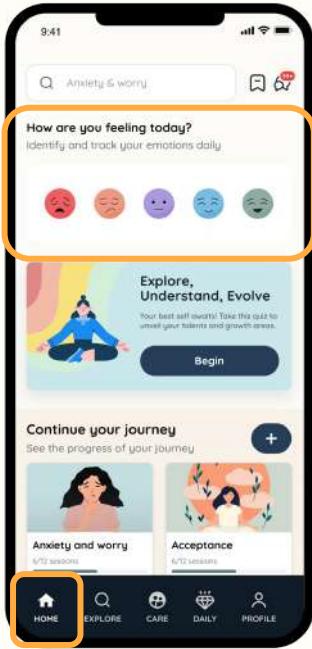 9:41
Anxiety & worry
How are you feeling today?
Identify and track your emotions daily
Explore,
Understand, Evolve
Your best self awaits! Take this quiz to
unveil your talents and growth areas.
Begin
Continue your journey
See the progress of your journey
+
Anxiety and worry
6/12 sessions
Acceptance
6/12 sessions
HOME
EXPLORE
CARE
DAILY
PROFILE